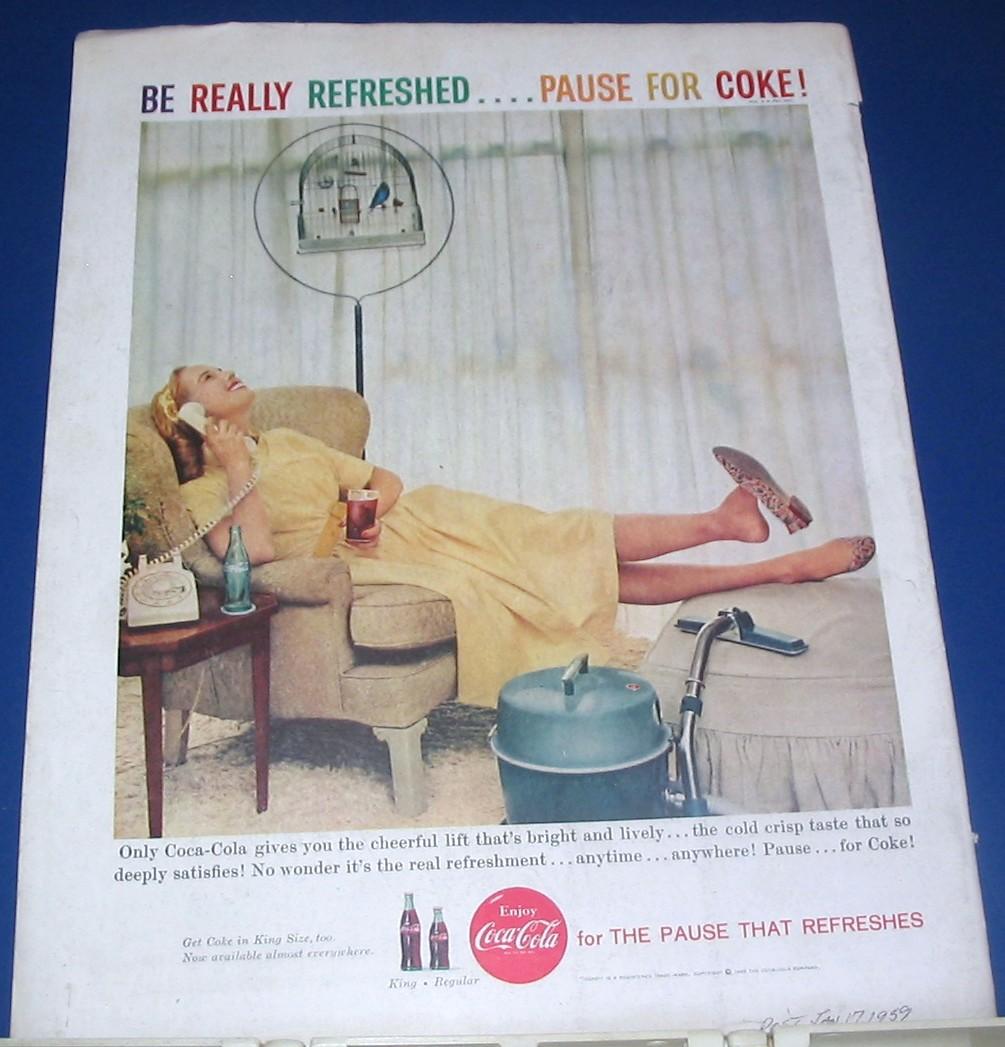 BE REALLY REFRESHED....PAUSE FOR COKE!
Only Coca-Cola gives you the cheerful lift that's bright and lively...the cold crisp taste that so
deeply satisfies! No wonder it's the real refreshment...anytime...anywhere! Pause...for Coke!
Get Coke in King Size, too.
Now available almost everywhere.
King • Regular
Enjoy
Coca-Cola
for THE PAUSE THAT REFRESHES
Post Jan 17 1959